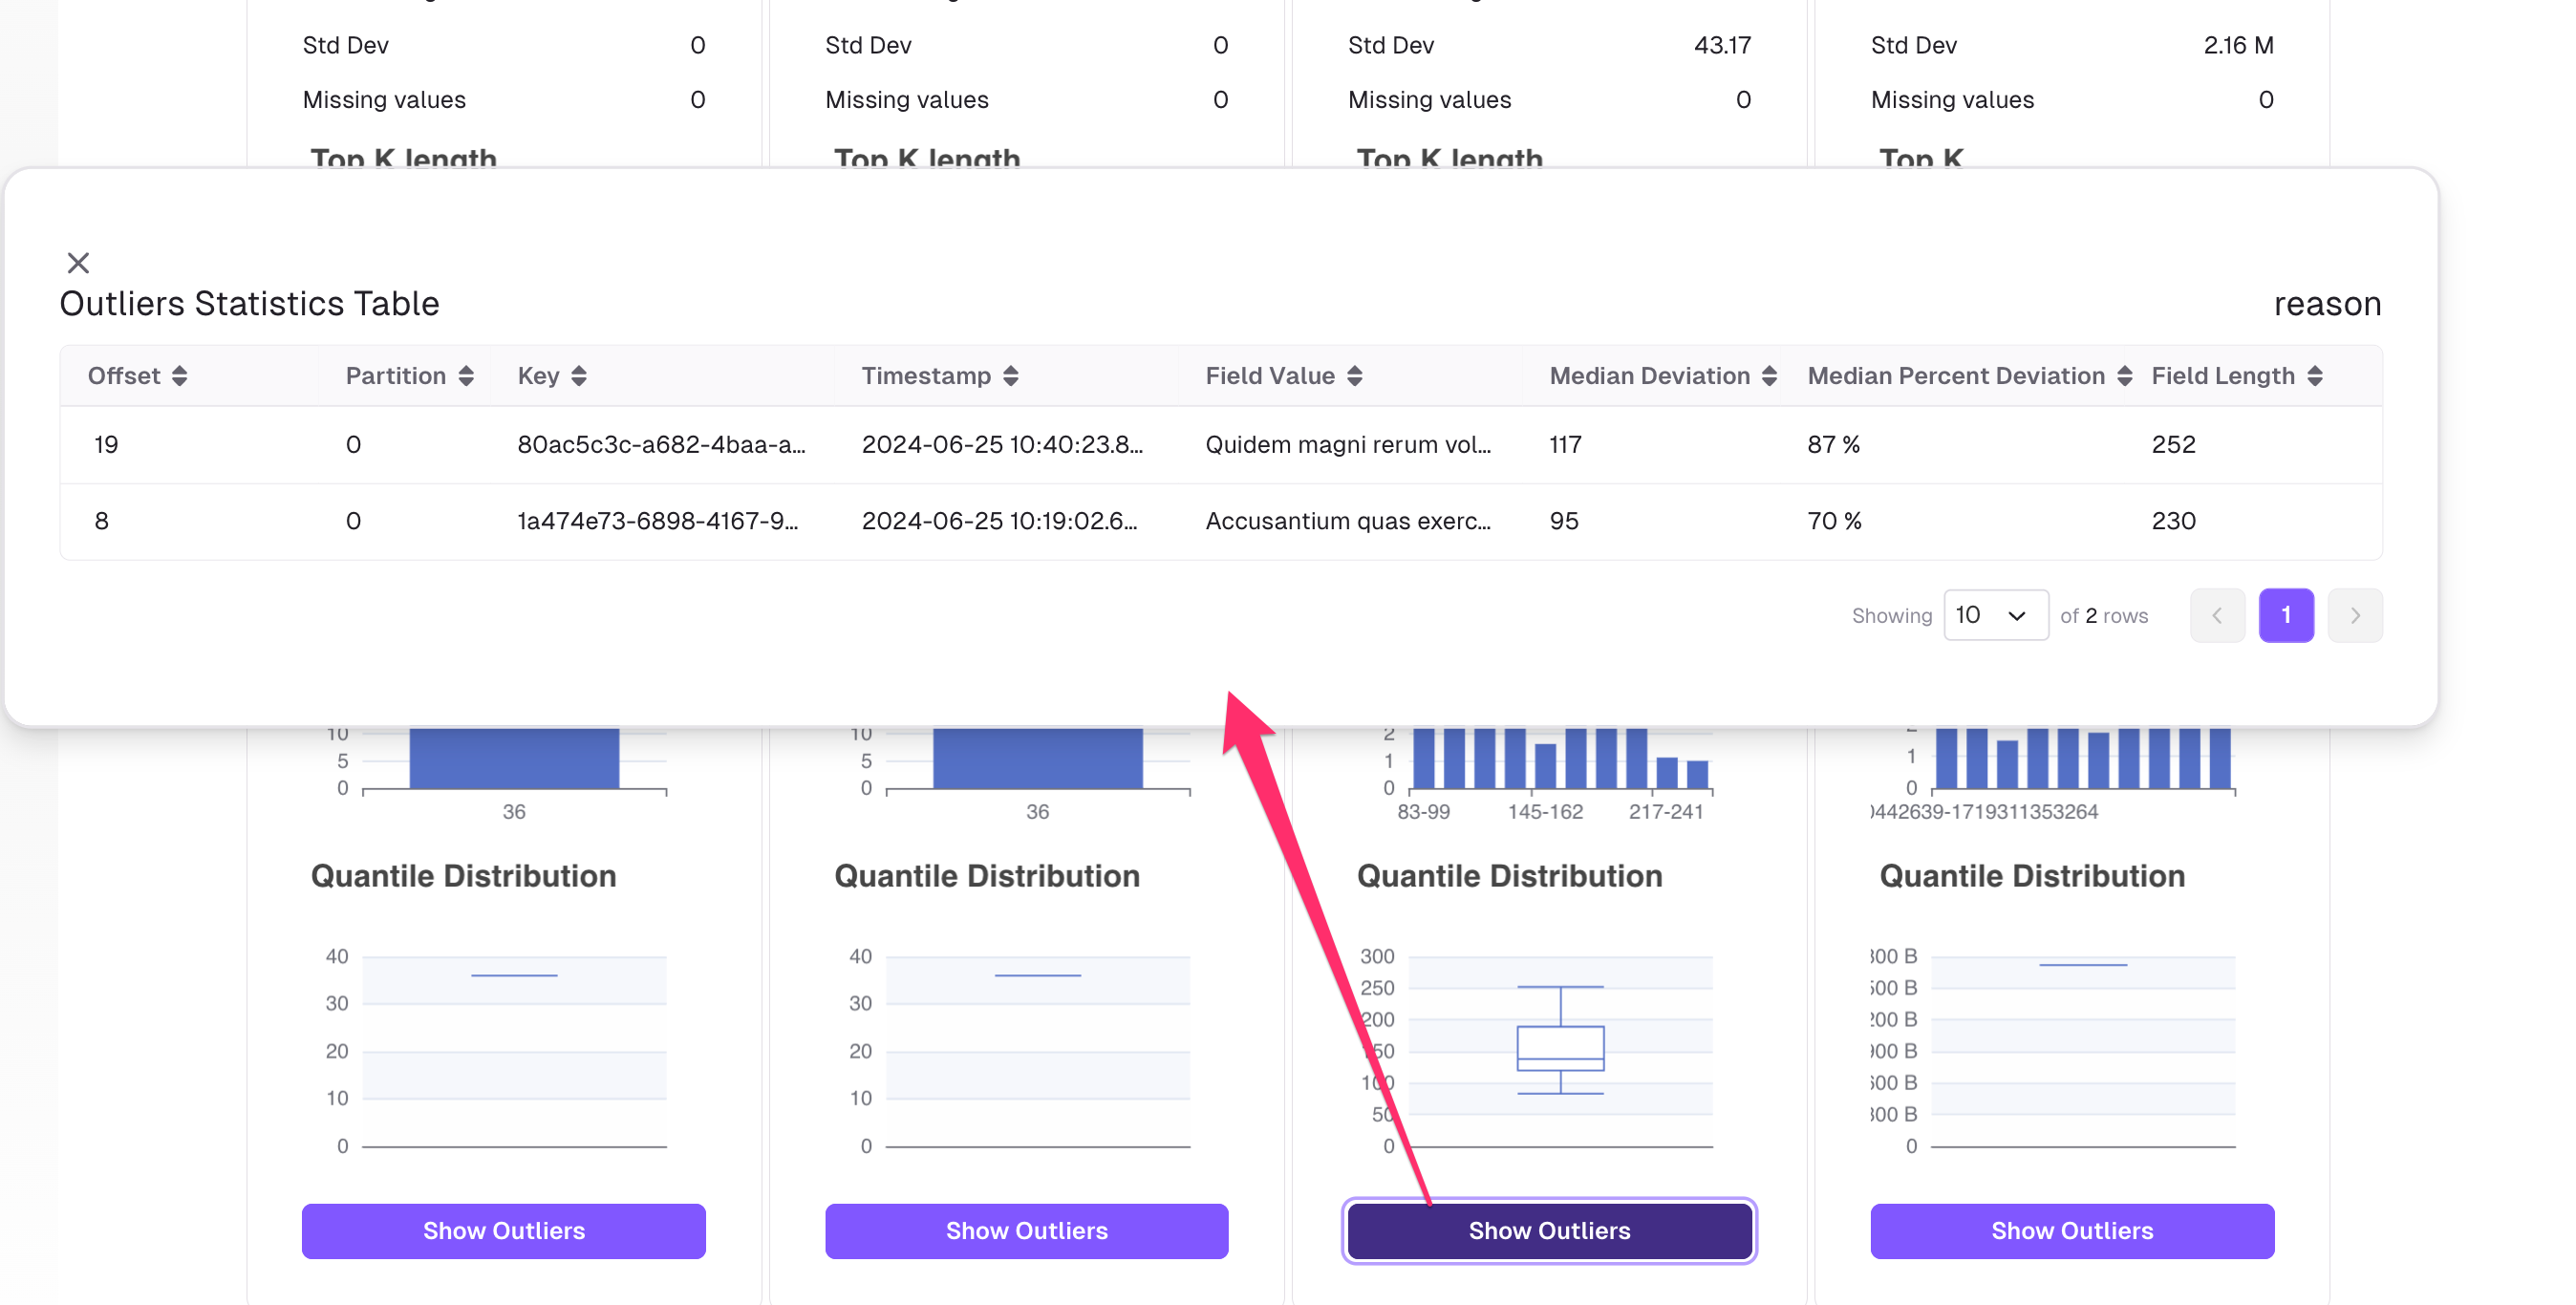 Std Dev 0 Std Dev 0 Std Dev 43.17 Std Dev 2.16 M
Missing values 0 Missing values 0 Missing values 0 Missing values 0
Top K length Top K length Top K length Top K
Outliers Statistics Table reason
Offset Partition Key Timestamp Field Value Median Deviation Median Percent Deviation Field Length
19 0 80ac5c3c-a682-4baa-a... 2024-06-25 10:40:23.8... Quidem magni rerum vol... 117 87 % 252
8 0 1a474e73-6898-4167-9... 2024-06-25 10:19:02.6... Accusantium quas exerc... 95 70 % 230
Showing 10 of 2 rows 1
10 10 2
5 5 1 1
0 0 0 0
36 36 83-99 145-162 217-241 0442639-1719311353264
Quantile Distribution Quantile Distribution Quantile Distribution Quantile Distribution
40 40 300 300 B
250
30 30 200
20 20 150
100
10 10 50
0 0 0 0
Show Outliers Show Outliers Show Outliers Show Outliers